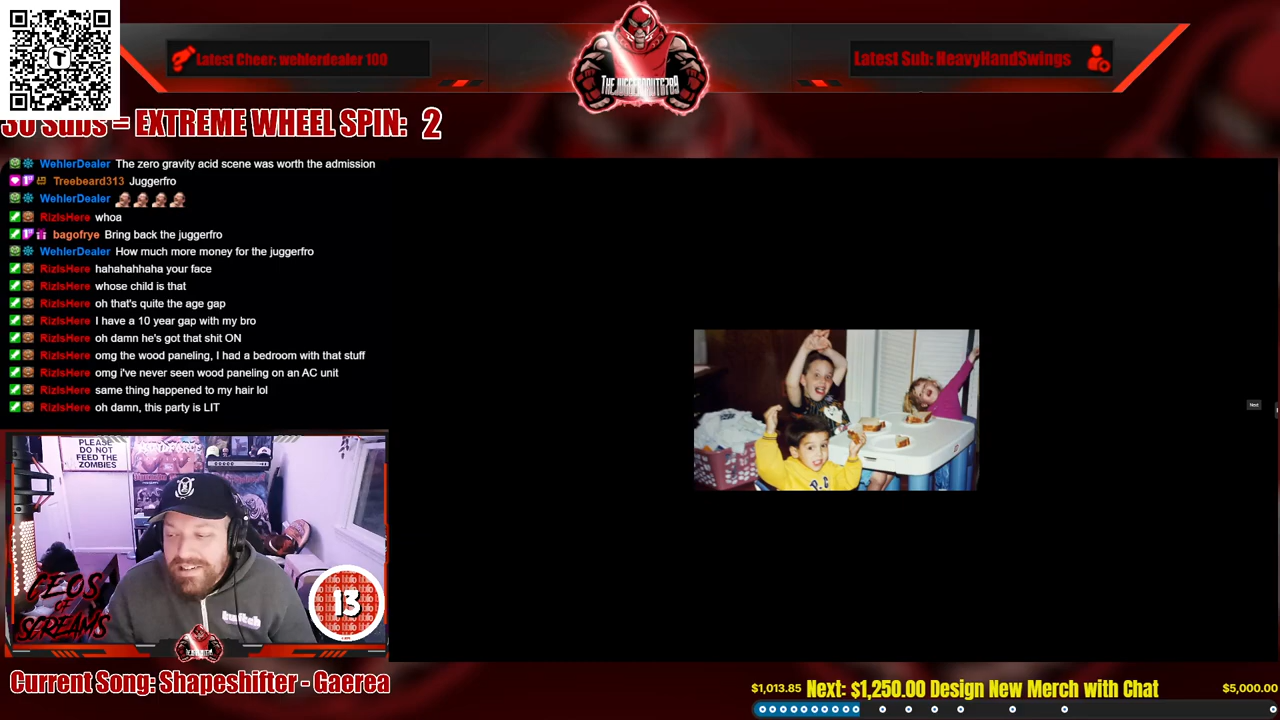 Latest Cheer: wehlerdealer 100
THEJUGGERNAUT6789
Latest Sub: HeavyHandSwings
30 Subs = EXTREME WHEEL SPIN: 2
WehlerDealer The zero gravity acid scene was worth the admission
Treebeard313 Juggerfro
WehlerDealer
RizIsHere whoa
bagofrye Bring back the juggerfro
WehlerDealer How much more money for the juggerfro
RizIsHere hahahahhaha your face
RizIsHere whose child is that
RizIsHere oh that's quite the age gap
RizIsHere I have a 10 year gap with my bro
RizIsHere oh damn he's got that shit ON
RizIsHere omg the wood paneling, I had a bedroom with that stuff
RizIsHere omg i've never seen wood paneling on an AC unit
RizIsHere same thing happened to my hair lol
RizIsHere oh damn, this party is LIT
Next
PLEASE
DO NOT
FEED THE
ZOMBIES
CEOS
OF
SCREAMS
twitch
13
Current Song: Shapeshifter - Gaerea
$1,013.85 Next: $1,250.00 Design New Merch with Chat $5,000.00